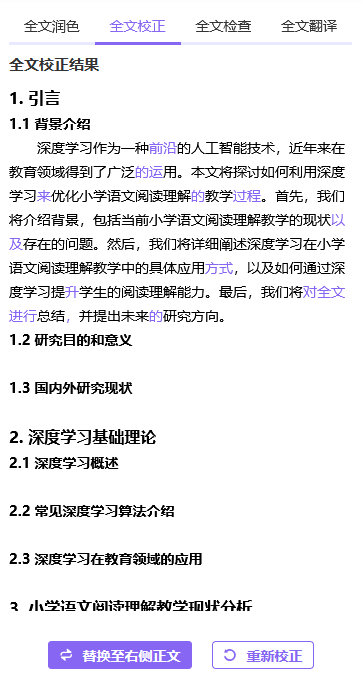 全文润色 全文校正 全文检查 全文翻译
全文校正结果
1. 引言
1.1 背景介绍
深度学习作为一种前沿的人工智能技术，近年来在
教育领域得到了广泛的运用。本文将探讨如何利用深度
学习来优化小学语文阅读理解的教学过程。首先，我们
将介绍背景，包括当前小学语文阅读理解教学的现状以
及存在的问题。然后，我们将详细阐述深度学习在小学
语文阅读理解教学中的具体应用方式，以及如何通过深
度学习提升学生的阅读理解能力。最后，我们将对全文
进行总结，并提出未来的研究方向。
1.2 研究目的和意义
1.3 国内外研究现状
2. 深度学习基础理论
2.1 深度学习概述
2.2 常见深度学习算法介绍
2.3 深度学习在教育领域的应用
3. 小学语文阅读理解教学现状分析
替换至右侧正文 重新校正